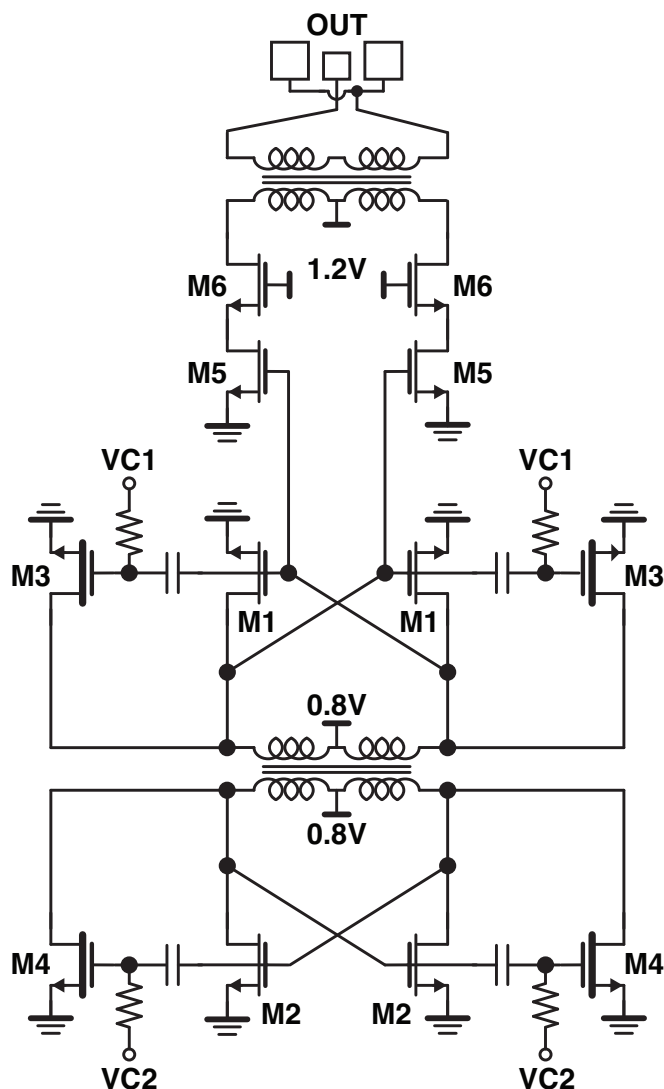 OUT
1.2V
M6 M6
M5 M5
VC1 VC1
M3 M3
M1 M1
0.8V
0.8V
M4 M4
M2 M2
VC2 VC2